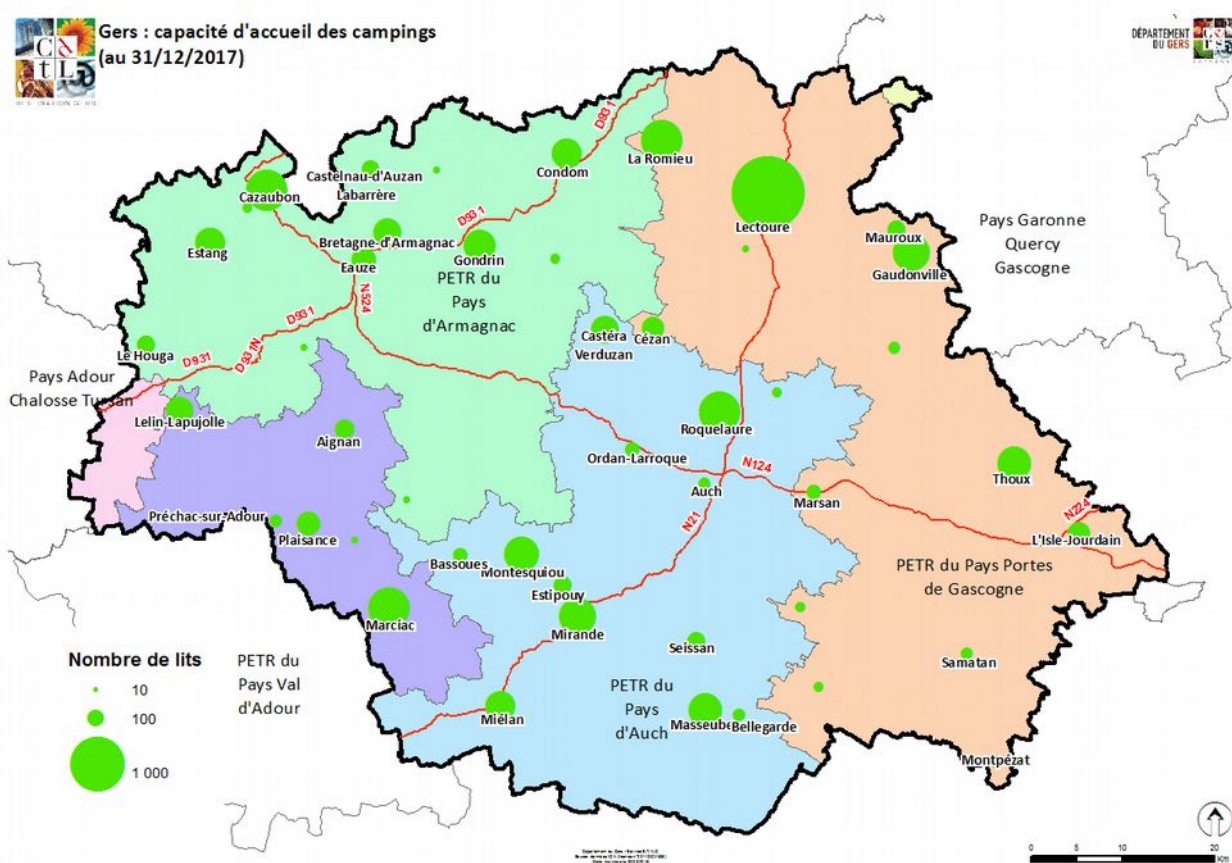 Gers : capacité d'accueil des campings
(au 31/12/2017)
C
a
t
L
@
DÉPARTEMENT
DU GERS
D931
La Romieu
Condom
Castelnau-d'Auzan
Labarrère
Cazaubon
D931
Lectoure
Estang
Bretagne-d'Armagnac
Eauze
Gondrin
Mauroux
Gaudonville
Pays Garonne
Quercy
Gascogne
PETR du
Pays
d'Armagnac
N524
D931
D931N
D931
Le Houga
Castéra
Verduzan
Cézan
Pays Adour
Chalosse Tursan
Lelin-Lapujolle
Aignan
Roquelaure
Ordan-Larroque
N124
Auch
Marsan
Thoux
N224
L'Isle-Jourdain
N21
Préchac-sur-Adour
Plaisance
Bassoues
Montesquiou
Estipouy
PETR du Pays Portes
de Gascogne
Marciac
Mirande
Seissan
Samatan
Nombre de lits
10
100
1 000
PETR du
Pays Val
d'Adour
Miélan
PETR du
Pays
d'Auch
Masseube
Bellegarde
Montpézat
0 5 10 20
Km